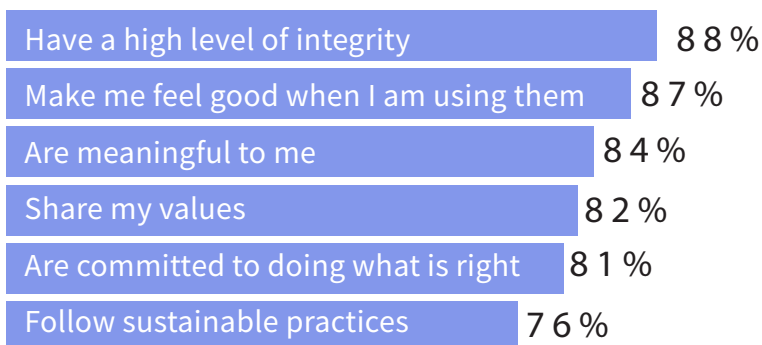 Have a high level of integrity 88%
Make me feel good when I am using them 87%
Are meaningful to me 84%
Share my values 82%
Are committed to doing what is right 81%
Follow sustainable practices 76%